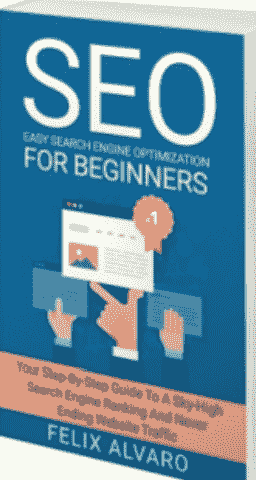 SEO
EASY SEARCH ENGINE OPTIMIZATION
FOR BEGINNERS
#1
Your Step-By-Step Guide To A Sky-High
Search Engine Ranking And Never
Ending Website Traffic
FELIX ALVARO